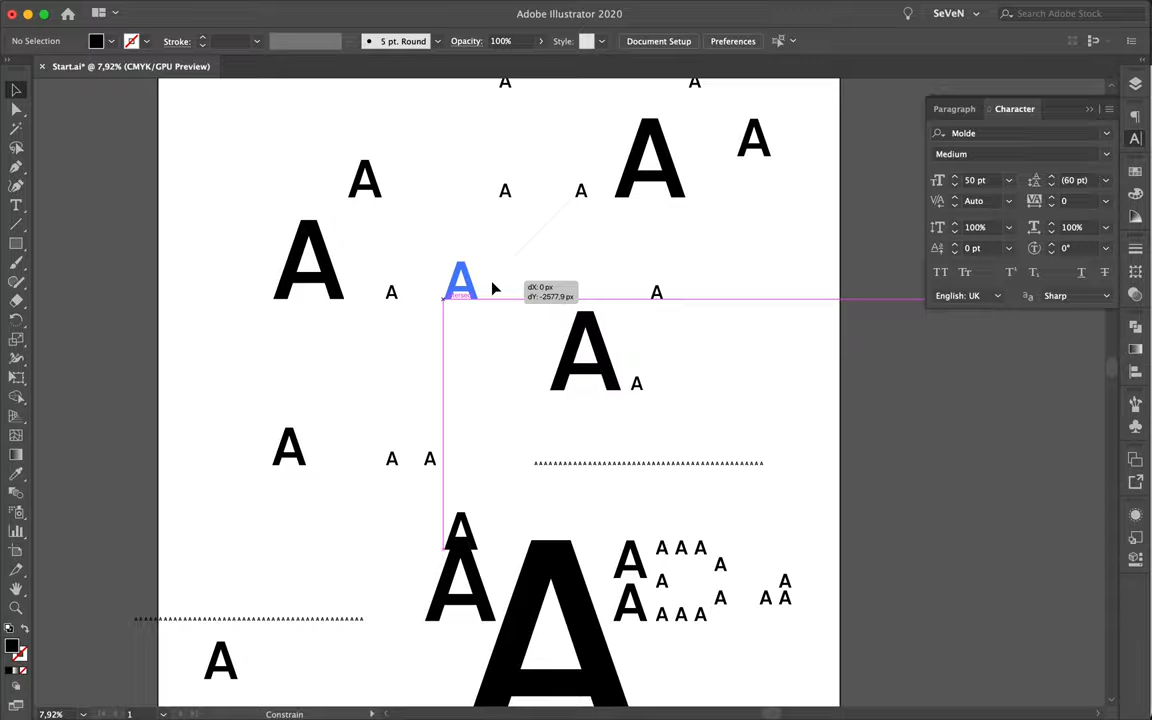 Adobe Illustrator 2020
SeVeN
Search Adobe Stock
No Selection
Stroke:
5 pt. Round
Opacity: 100%
Style:
Document Setup
Preferences
× Start.ai* @ 7,92% (CMYK/GPU Preview)
Paragraph
Character
Molde
Medium
50 pt
(60 pt)
Auto
0
100%
100%
0 pt
0°
English: UK
Sharp
A A
A A
A A A
A A A A
dX: 0 px
dY: -2577,9 px
A A
A A A
AAAAAAAAAAAAAAAAAAAAAAAAAAAAAAAAAAAAAAAA
A
A A A A A A A
A A
A A A A
A A A A
AAAAAAAAAAAAAAAAAAAAAAAAAAAAAAAAAAAAAAAA
A
7,92%
1
Constrain